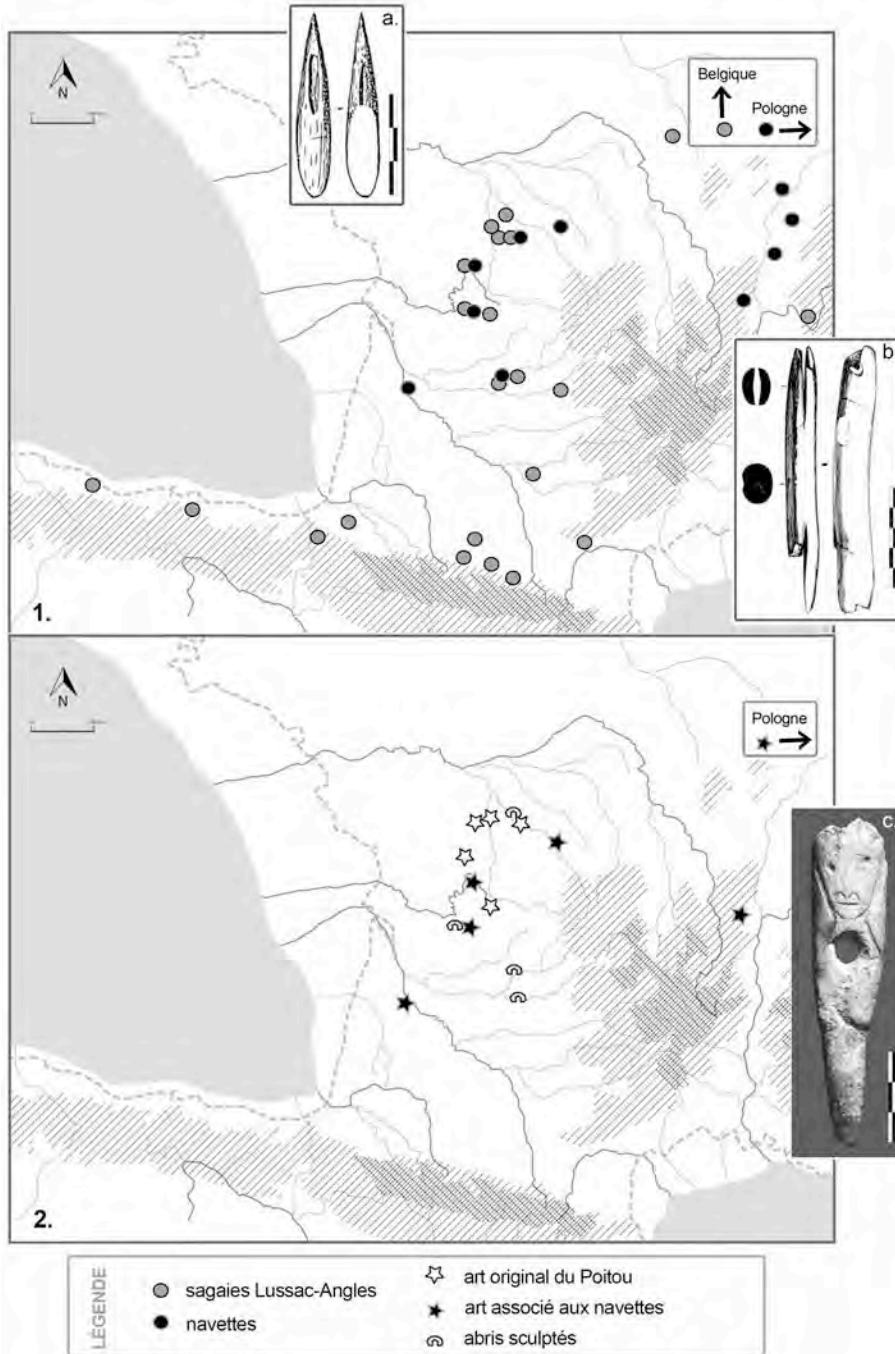 a.
N
Belgique
Pologne
b.
1.
N
Pologne
c.
2.
LÉGENDE
sagaies Lussac-Angles
navettes
art original du Poitou
art associé aux navettes
abris sculptés